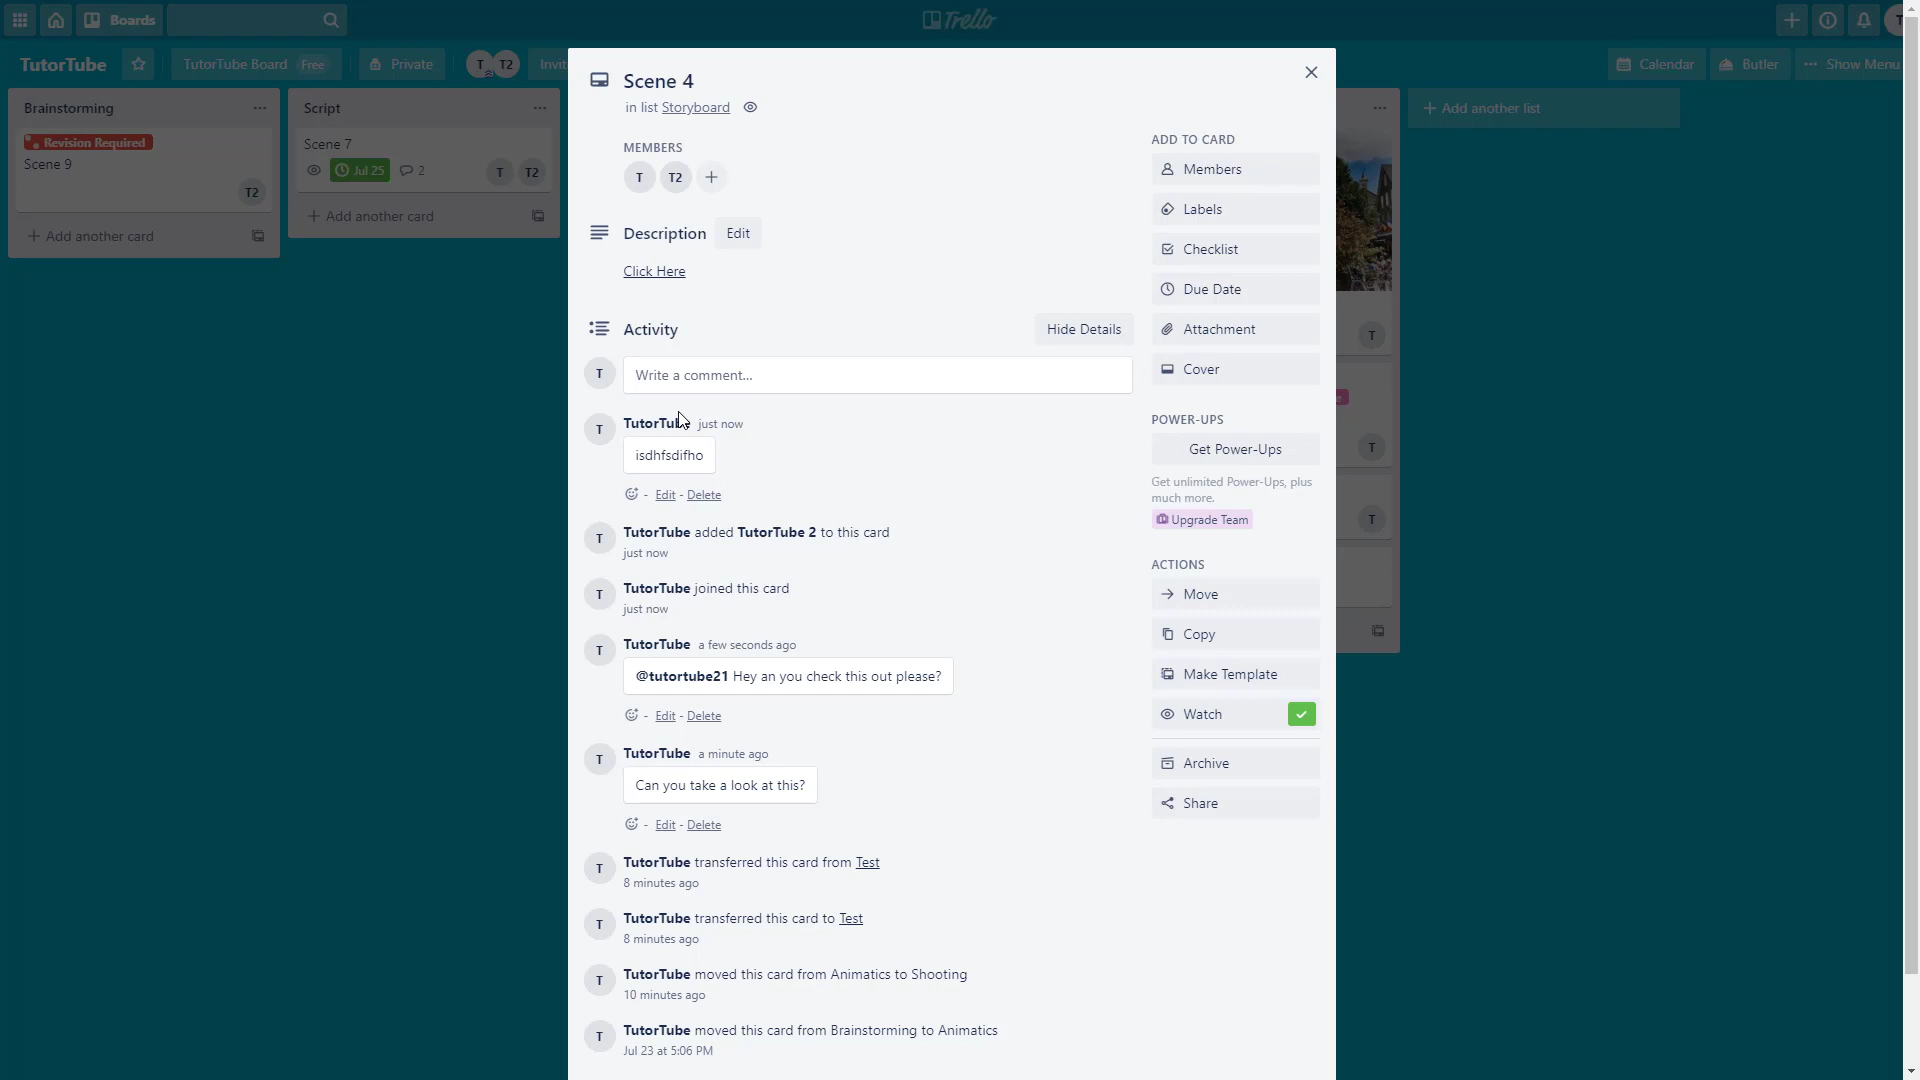 Boards
Trello
T
TutorTube
TutorTube Board Free
Private
T T2
Invit
Calendar
Butler
Show Menu
Brainstorming
Revision Required
Scene 9
T2
+ Add another card
Script
Scene 7
Jul 25
2
T T2
+ Add another card
+ Add another list
T
T
T
Scene 4
in list Storyboard
MEMBERS
T T2 +
Description Edit
Click Here
Activity
Hide Details
T
Write a comment...
T
TutorTube just now
isdhfsdifho
- Edit - Delete
T
TutorTube added TutorTube 2 to this card
just now
T
TutorTube joined this card
just now
T
TutorTube a few seconds ago
@tutortube21 Hey an you check this out please?
- Edit - Delete
T
TutorTube a minute ago
Can you take a look at this?
- Edit - Delete
T
TutorTube transferred this card from Test
8 minutes ago
T
TutorTube transferred this card to Test
8 minutes ago
T
TutorTube moved this card from Animatics to Shooting
10 minutes ago
T
TutorTube moved this card from Brainstorming to Animatics
Jul 23 at 5:06 PM
ADD TO CARD
Members
Labels
Checklist
Due Date
Attachment
Cover
POWER-UPS
Get Power-Ups
Get unlimited Power-Ups, plus
much more.
Upgrade Team
ACTIONS
Move
Copy
Make Template
Watch
Archive
Share